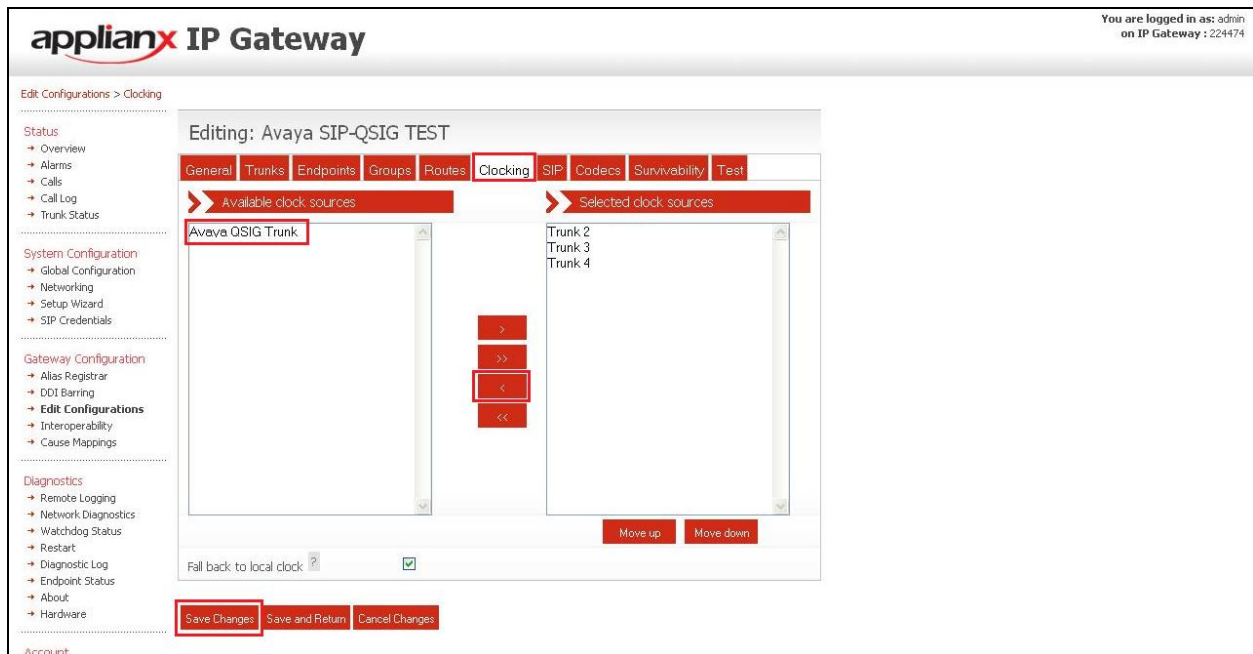 applianx IP Gateway
You are logged in as: admin
on IP Gateway : 224474
Edit Configurations > Clocking
Status
Overview
Alarms
Calls
Call Log
Trunk Status
System Configuration
Global Configuration
Networking
Setup Wizard
SIP Credentials
Gateway Configuration
Alias Registrar
DDI Barring
Edit Configurations
Interoperability
Cause Mappings
Diagnostics
Remote Logging
Network Diagnostics
Watchdog Status
Restart
Diagnostic Log
Endpoint Status
About
Hardware
Account
Editing: Avaya SIP-QSIG TEST
General Trunks Endpoints Groups Routes Clocking SIP Codecs Survivability Test
Available clock sources
Avaya QSIG Trunk
>
>>
<
<<
Selected clock sources
Trunk 2
Trunk 3
Trunk 4
Move up Move down
Fall back to local clock ?
Save Changes Save and Return Cancel Changes